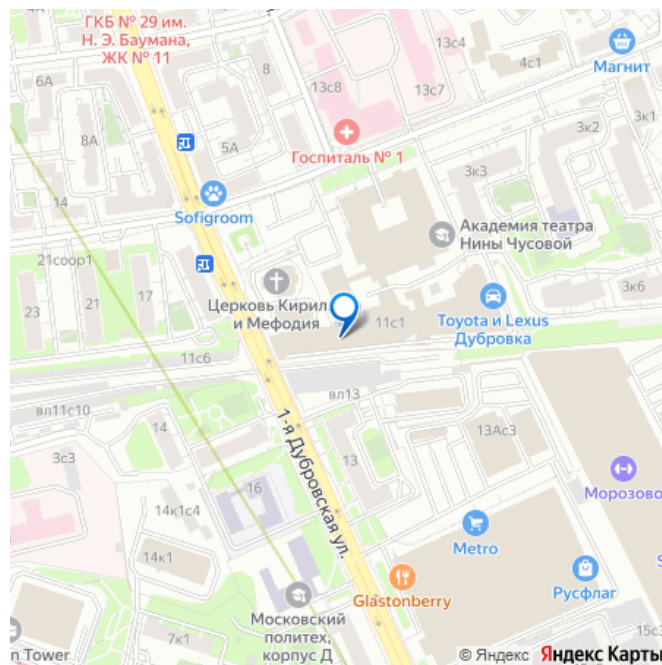 ГКБ № 29 им.
Н. Э. Баумана,
ЖК № 11
6А
8
13с4
4с1
Магнит
13с8
13с7
8А
5А
3к2
3к1
Госпиталь № 1
3к3
14
Sofigroom
Академия театра
Нины Чусовой
21соор1
23
21
17
Церковь Кирил
и Мефодия
11с1
3к6
Toyota и Lexus
Дубровка
11с6
вл11с10
вл13
14
1-я Дубровская ул.
13
13Ас3
3с3
16
Морозово
14к1с4
Metro
14к1
Русфлаг
Glastonberry
Московский
политех,
корпус Д
7к1
n Tower
15с3
© Яндекс Яндекс Карты